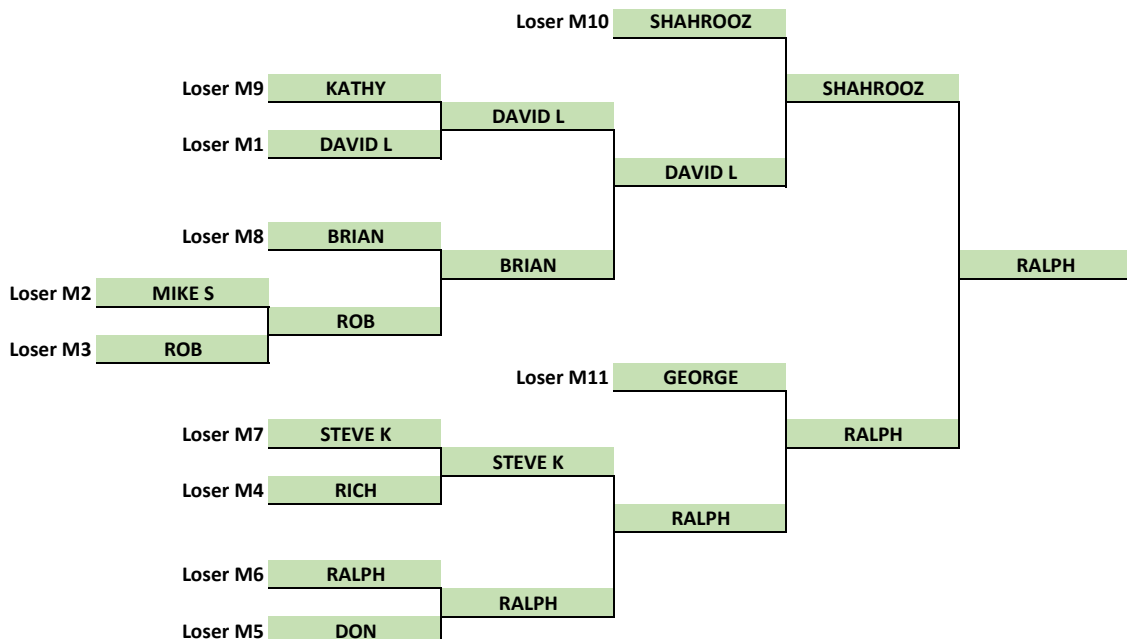 Loser M10 SHAHROOZ
Loser M9 KATHY SHAHROOZ
DAVID L
Loser M1 DAVID L
DAVID L
Loser M8 BRIAN
BRIAN RALPH
Loser M2 MIKE S
ROB
Loser M3 ROB
Loser M11 GEORGE
Loser M7 STEVE K RALPH
STEVE K
Loser M4 RICH
RALPH
Loser M6 RALPH
RALPH
Loser M5 DON